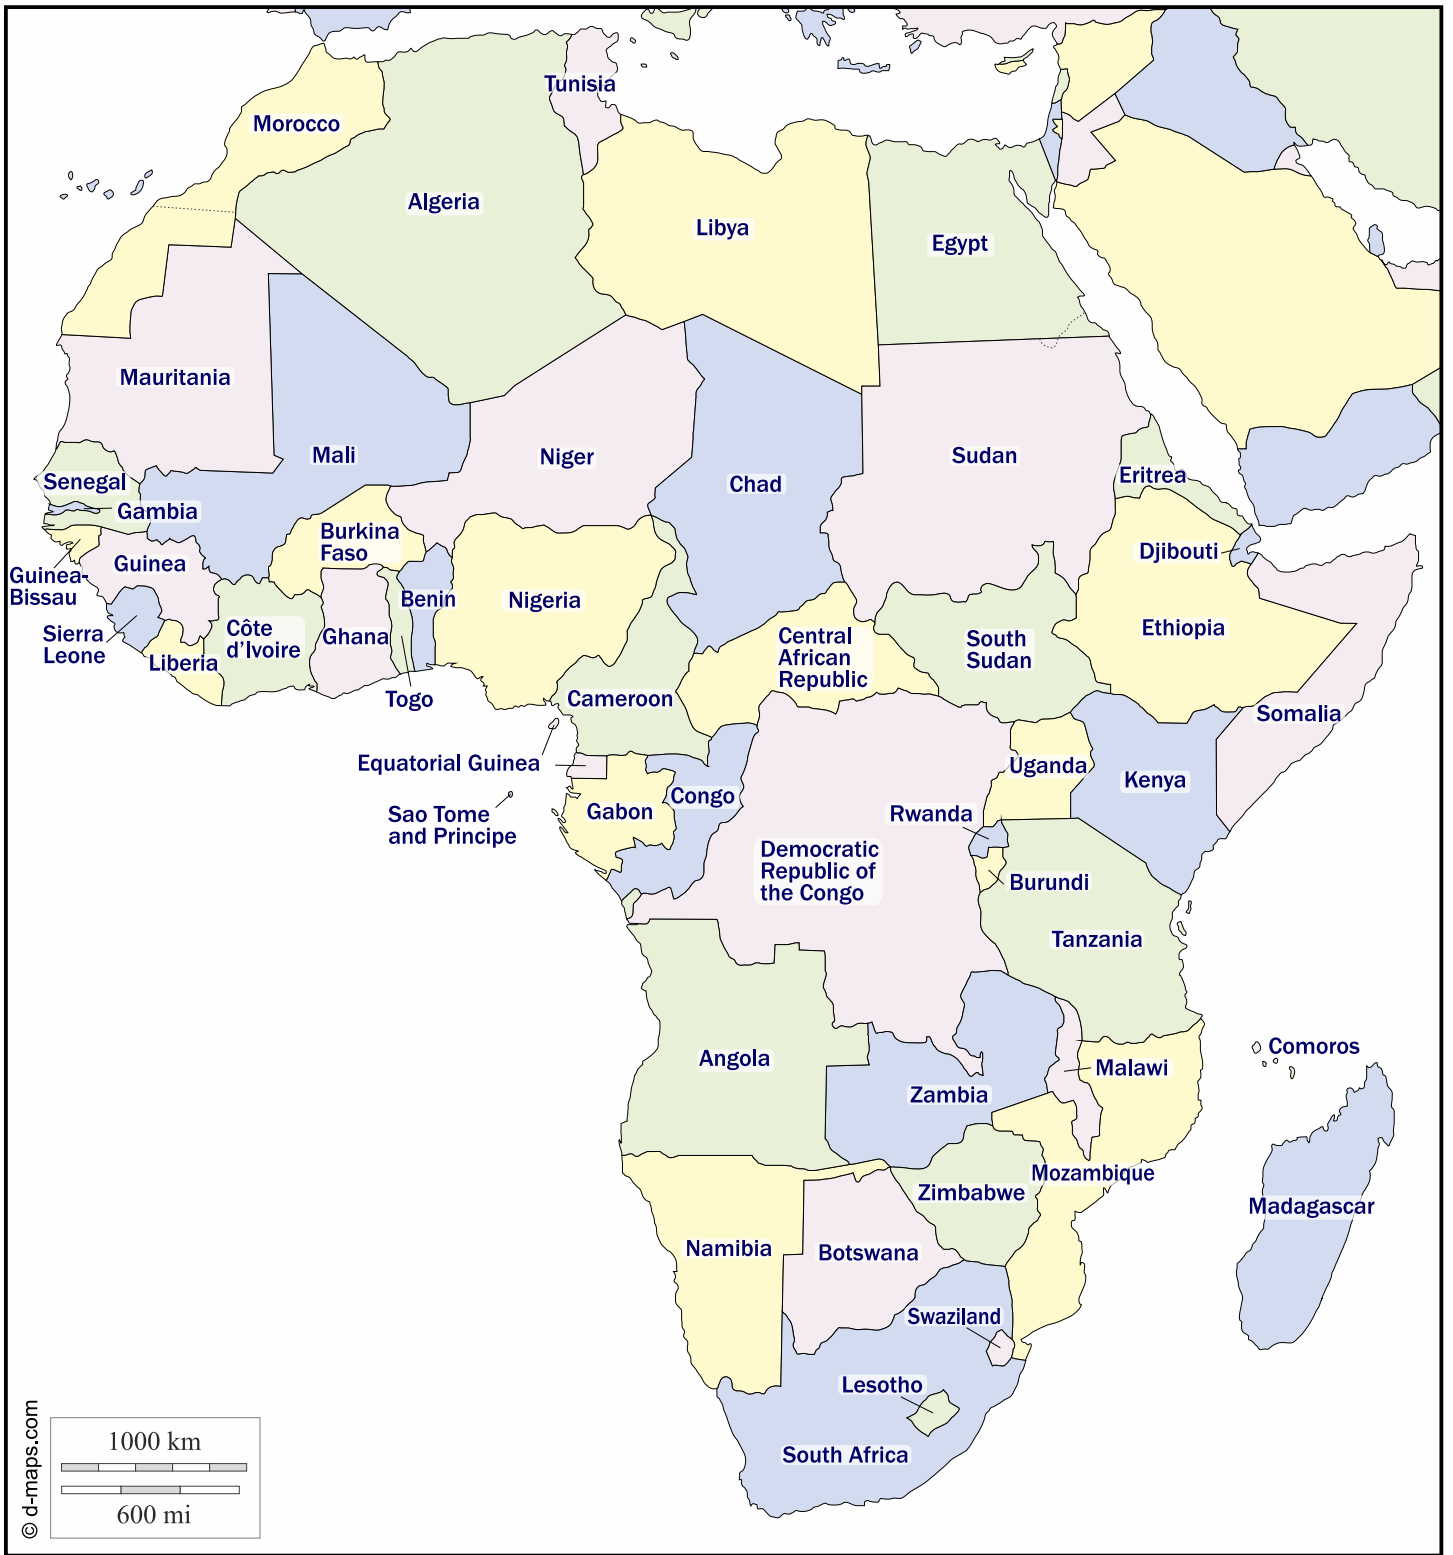 Tunisia
Morocco
Algeria
Libya
Egypt
Mauritania
Mali
Niger
Chad
Sudan
Eritrea
Senegal
Gambia
Burkina
Faso
Djibouti
Guinea
Guinea-
Bissau
Benin
Nigeria
Ethiopia
Sierra
Leone
Côte
d'Ivoire
Ghana
Central
African
Republic
South
Sudan
Liberia
Togo
Cameroon
Somalia
Equatorial Guinea
Uganda
Kenya
Congo
Gabon
Sao Tome
and Principe
Rwanda
Democratic
Republic of
the Congo
Burundi
Tanzania
Angola
Comoros
Malawi
Zambia
Mozambique
Zimbabwe
Madagascar
Namibia
Botswana
Swaziland
Lesotho
South Africa
1000 km
600 mi
© d-maps.com